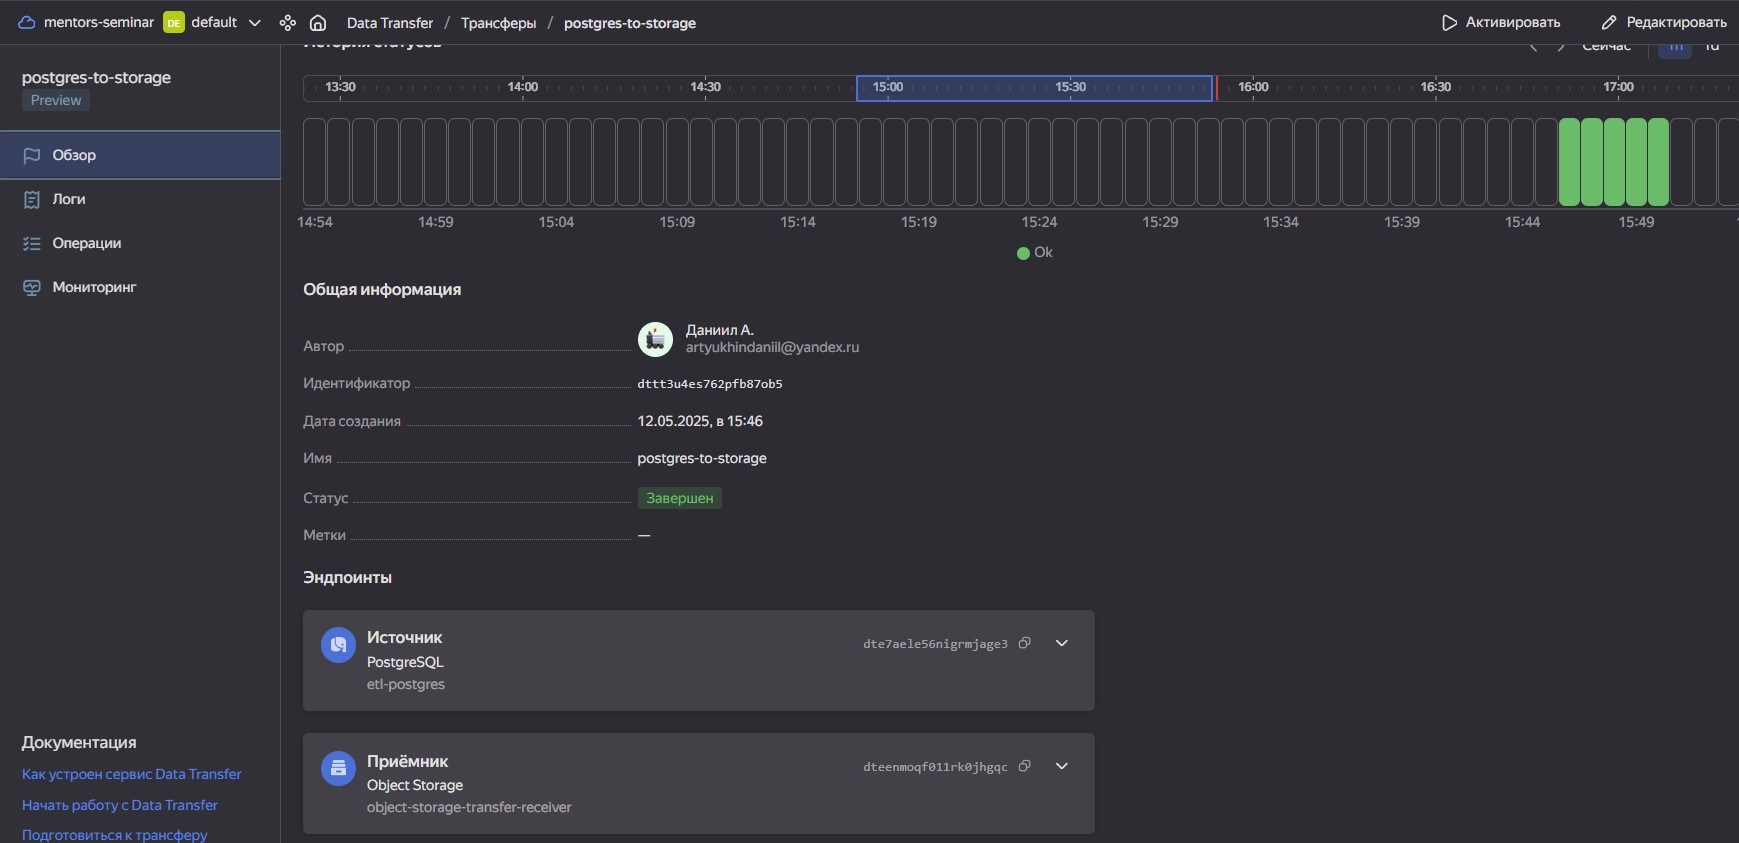 mentors-seminar DE default Data Transfer / Трансферы / postgres-to-storage Активировать Редактировать
postgres-to-storage
Preview
Обзор
Логи
Операции
Мониторинг
История статусов
Сейчас 1h 1d
13:30 14:00 14:30 15:00 15:30 16:00 16:30 17:00
14:54 14:59 15:04 15:09 15:14 15:19 15:24 15:29 15:34 15:39 15:44 15:49
Ok
Общая информация
Автор
Даниил А.
artyukhindaniil@yandex.ru
Идентификатор dttt3u4es762pfb87ob5
Дата создания 12.05.2025, в 15:46
Имя postgres-to-storage
Статус Завершен
Метки —
Эндпоинты
Источник
dte7aele56nigrmjage3
PostgreSQL
etl-postgres
Приёмник
dteenmoqf011rk0jhgqc
Object Storage
object-storage-transfer-receiver
Документация
Как устроен сервис Data Transfer
Начать работу с Data Transfer
Подготовиться к трансферу